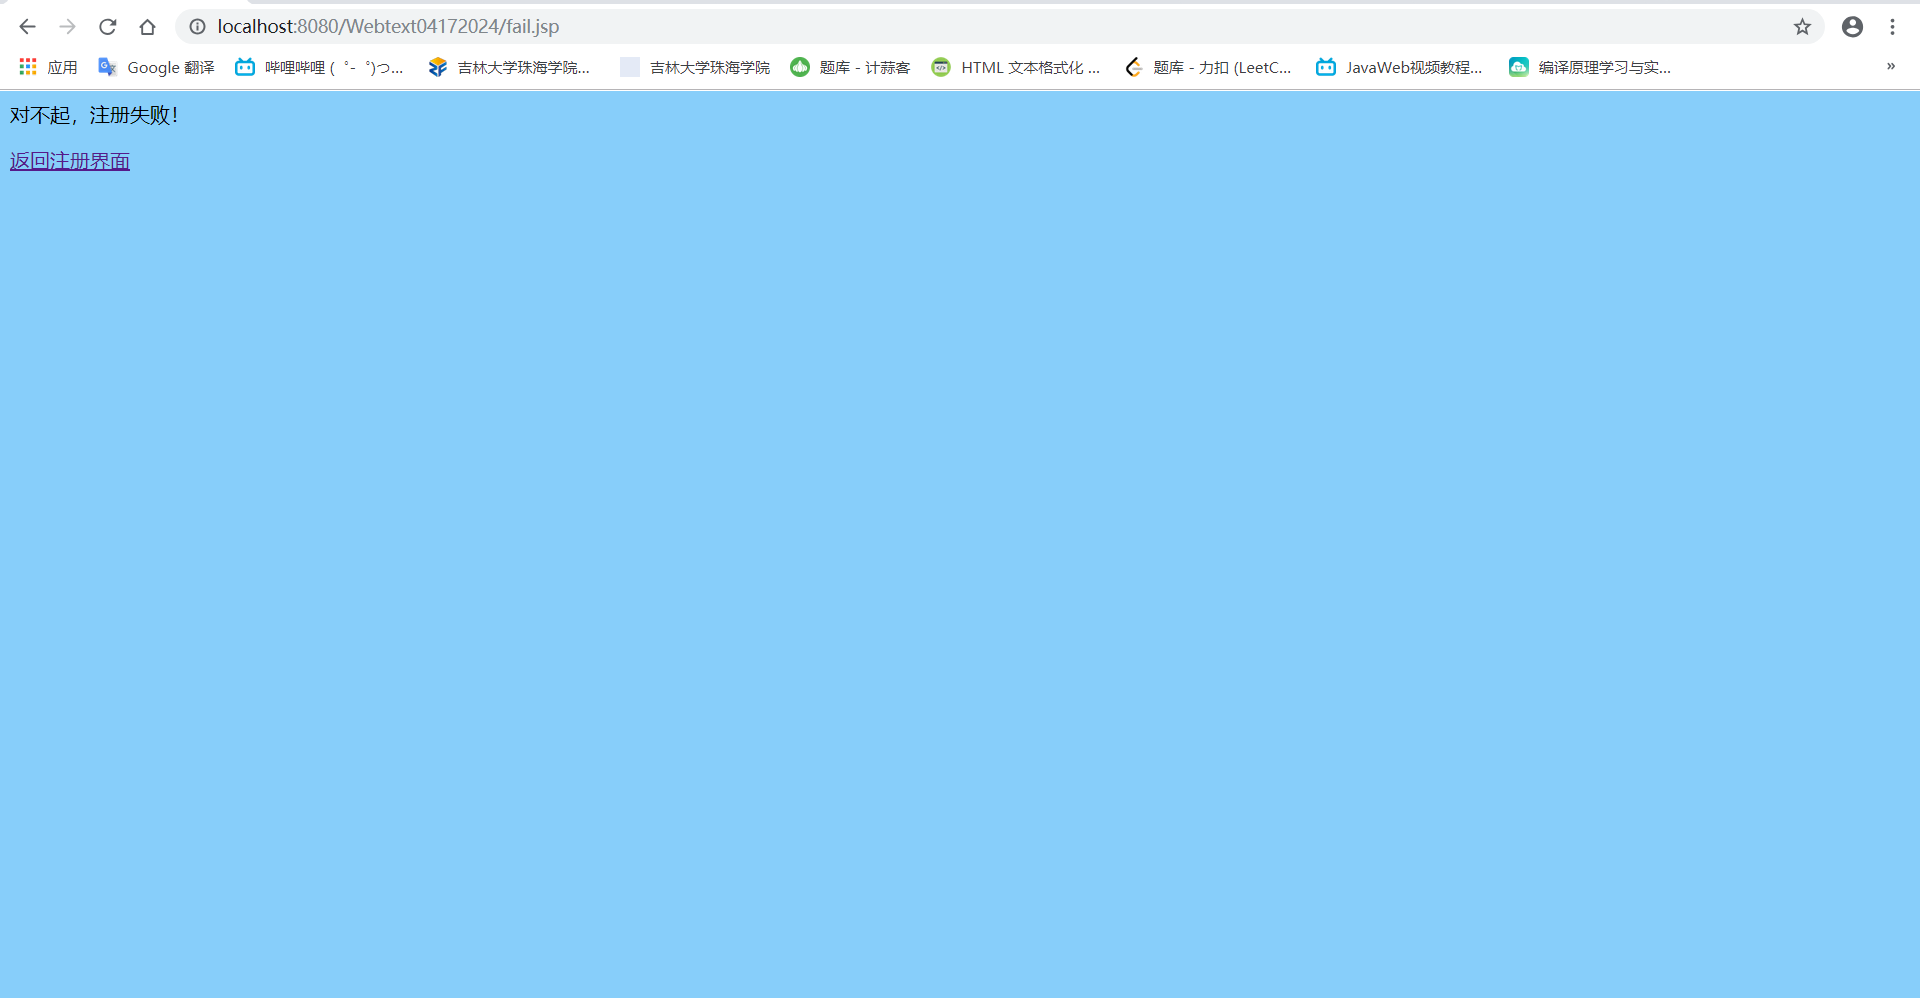 localhost:8080/Webtext04172024/fail.jsp
应用 Google 翻译 哔哩哔哩 (゜-゜)つ... 吉林大学珠海学院... 吉林大学珠海学院 题库 - 计蒜客 HTML 文本格式化 ... 题库 - 力扣 (LeetC... JavaWeb视频教程... 编译原理学习与实... »
对不起，注册失败！
返回注册界面